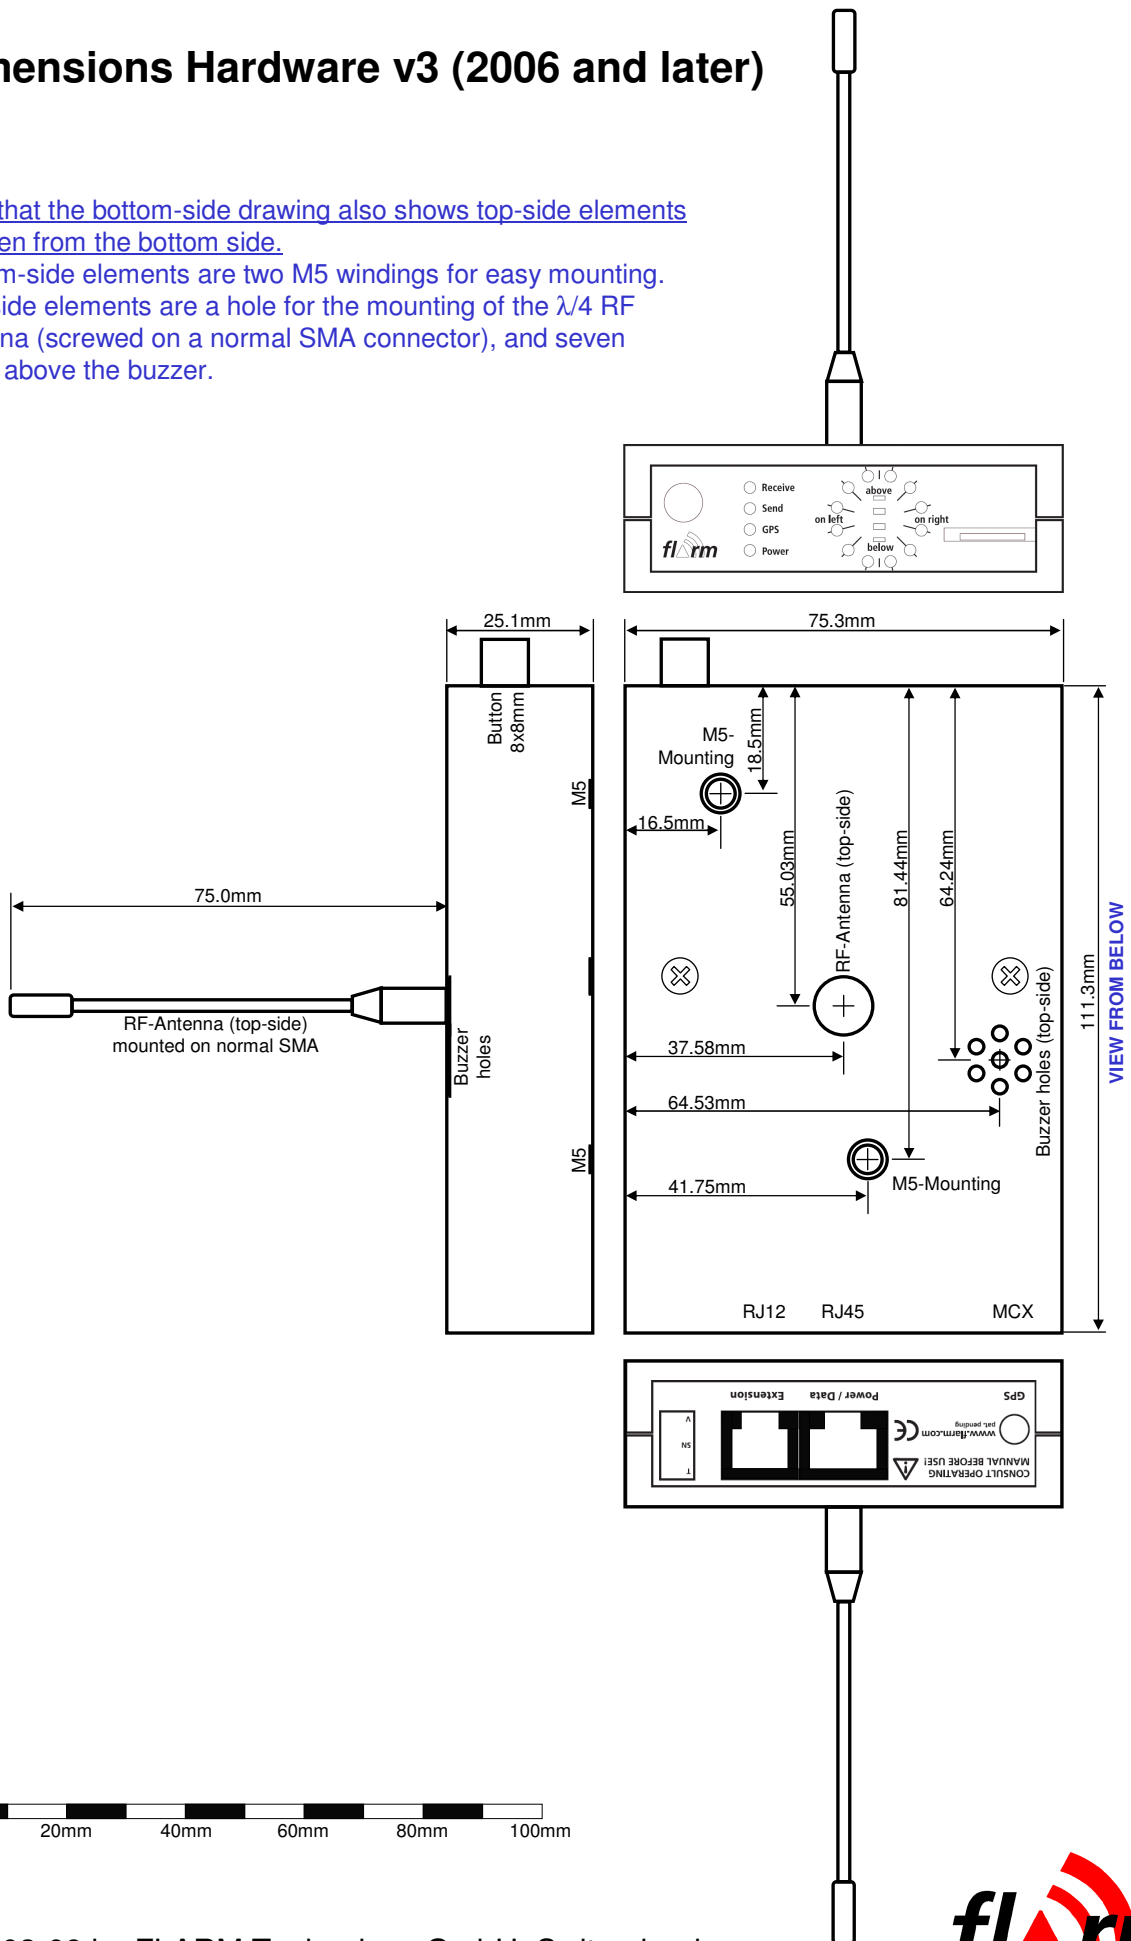 mensions Hardware v3 (2006 and later)
that the bottom-side drawing also shows top-side elements
en from the bottom side.
m-side elements are two M5 windings for easy mounting.
side elements are a hole for the mounting of the λ/4 RF
na (screwed on a normal SMA connector), and seven
above the buzzer.
Receive
Send
GPS
Power
above
on left
on right
below
flarm
25.1mm
75.3mm
Button
8x8mm
M5
M5-
Mounting
18.5mm
16.5mm
55.03mm
RF-Antenna (top-side)
81.44mm
64.24mm
75.0mm
RF-Antenna (top-side)
mounted on normal SMA
Buzzer
holes
37.58mm
64.53mm
Buzzer holes (top-side)
111.3mm
VIEW FROM BELOW
M5
41.75mm
M5-Mounting
RJ12
RJ45
MCX
Extension
Power / Data
GPS
V
SN
T
CE
www.flarm.com
pat. pending
CONSULT OPERATING
MANUAL BEFORE USE!
20mm
40mm
60mm
80mm
100mm